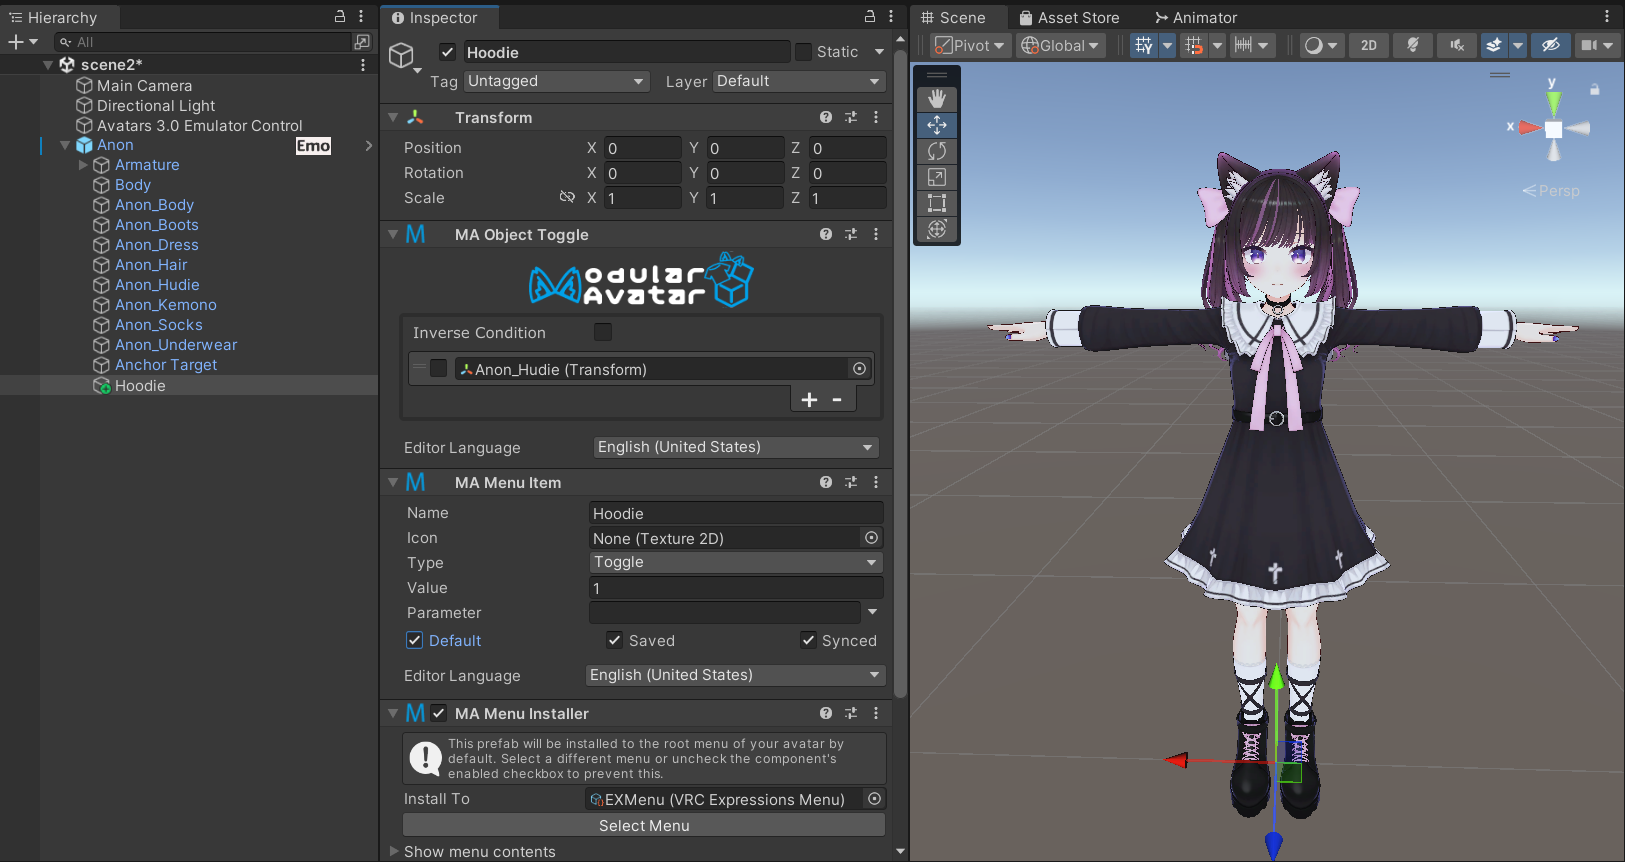 Hierarchy
All
scene2*
Main Camera
Directional Light
Avatars 3.0 Emulator Control
Anon
Emo
Armature
Body
Anon_Body
Anon_Boots
Anon_Dress
Anon_Hair
Anon_Hudie
Anon_Kemono
Anon_Socks
Anon_Underwear
Anchor Target
Hoodie
Inspector
Hoodie
Static
Tag Untagged
Layer Default
Transform
Position X 0 Y 0 Z 0
Rotation X 0 Y 0 Z 0
Scale X 1 Y 1 Z 1
MA Object Toggle
Modular
Avatar
Inverse Condition
Anon_Hudie (Transform)
Editor Language English (United States)
MA Menu Item
Name Hoodie
Icon None (Texture 2D)
Type Toggle
Value 1
Parameter
Default Saved Synced
Editor Language English (United States)
MA Menu Installer
This prefab will be installed to the root menu of your avatar by
default. Select a different menu or uncheck the component's
enabled checkbox to prevent this.
Install To EXMenu (VRC Expressions Menu)
Select Menu
Show menu contents
Scene Asset Store Animator
Pivot Global 2D
y
x
Persp